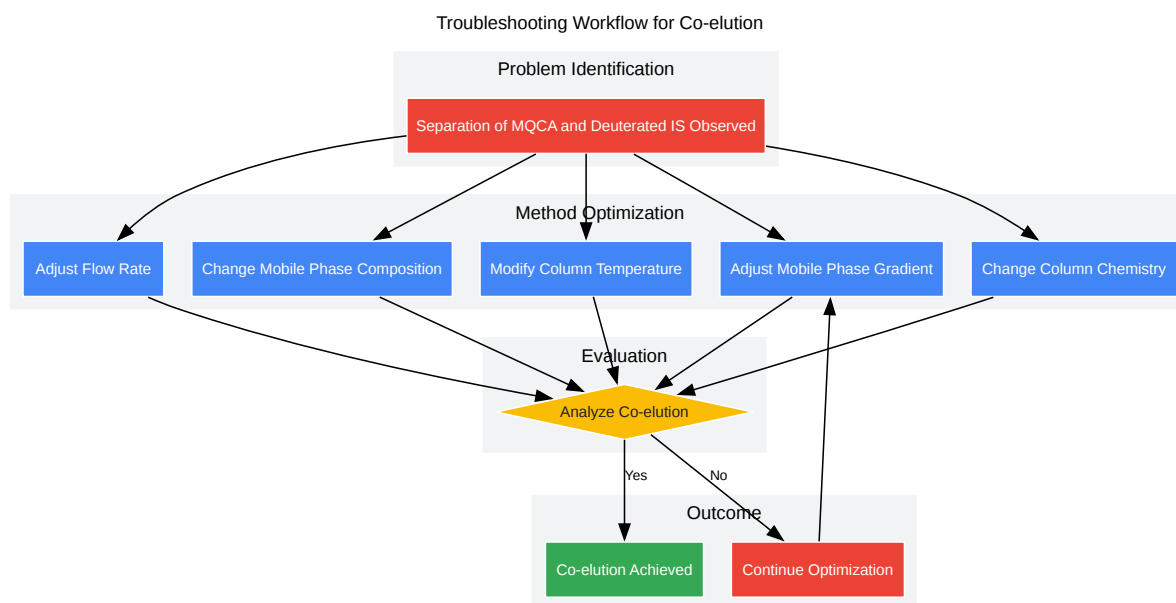 Troubleshooting Workflow for Co-elution
Problem Identification
Separation of MQCA and Deuterated IS Observed
Method Optimization
Adjust Flow Rate
Change Mobile Phase Composition
Modify Column Temperature
Adjust Mobile Phase Gradient
Change Column Chemistry
Evaluation
Analyze Co-elution
Yes
No
Outcome
Co-elution Achieved
Continue Optimization